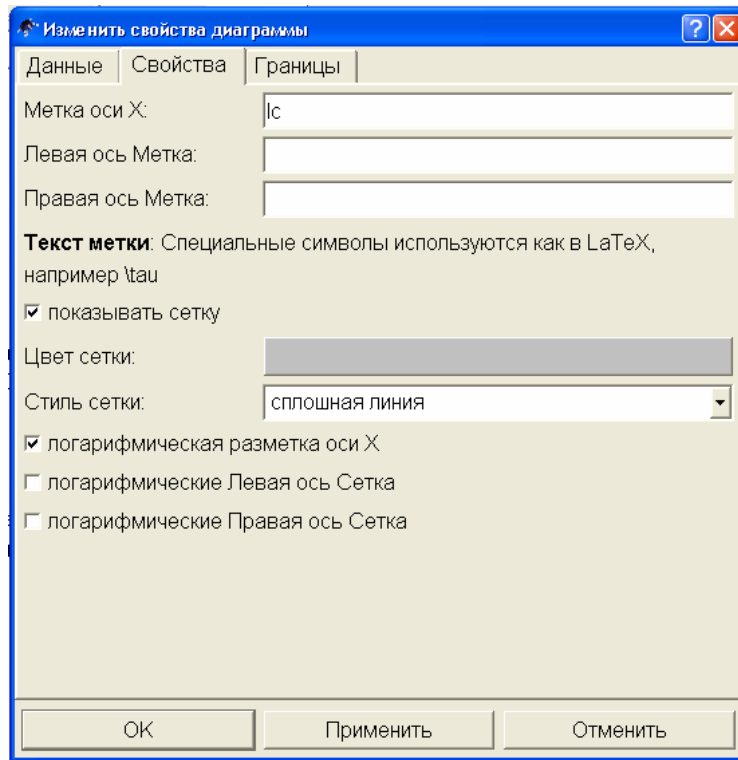 Изменить свойства диаграммы
Данные Свойства Границы
Метка оси X: Ic
Левая ось Метка:
Правая ось Метка:
Текст метки: Специальные символы используются как в LaTeX,
например \tau
показывать сетку
Цвет сетки:
Стиль сетки: сплошная линия
логарифмическая разметка оси X
логарифмические Левая ось Сетка
логарифмические Правая ось Сетка
OK Применить Отменить